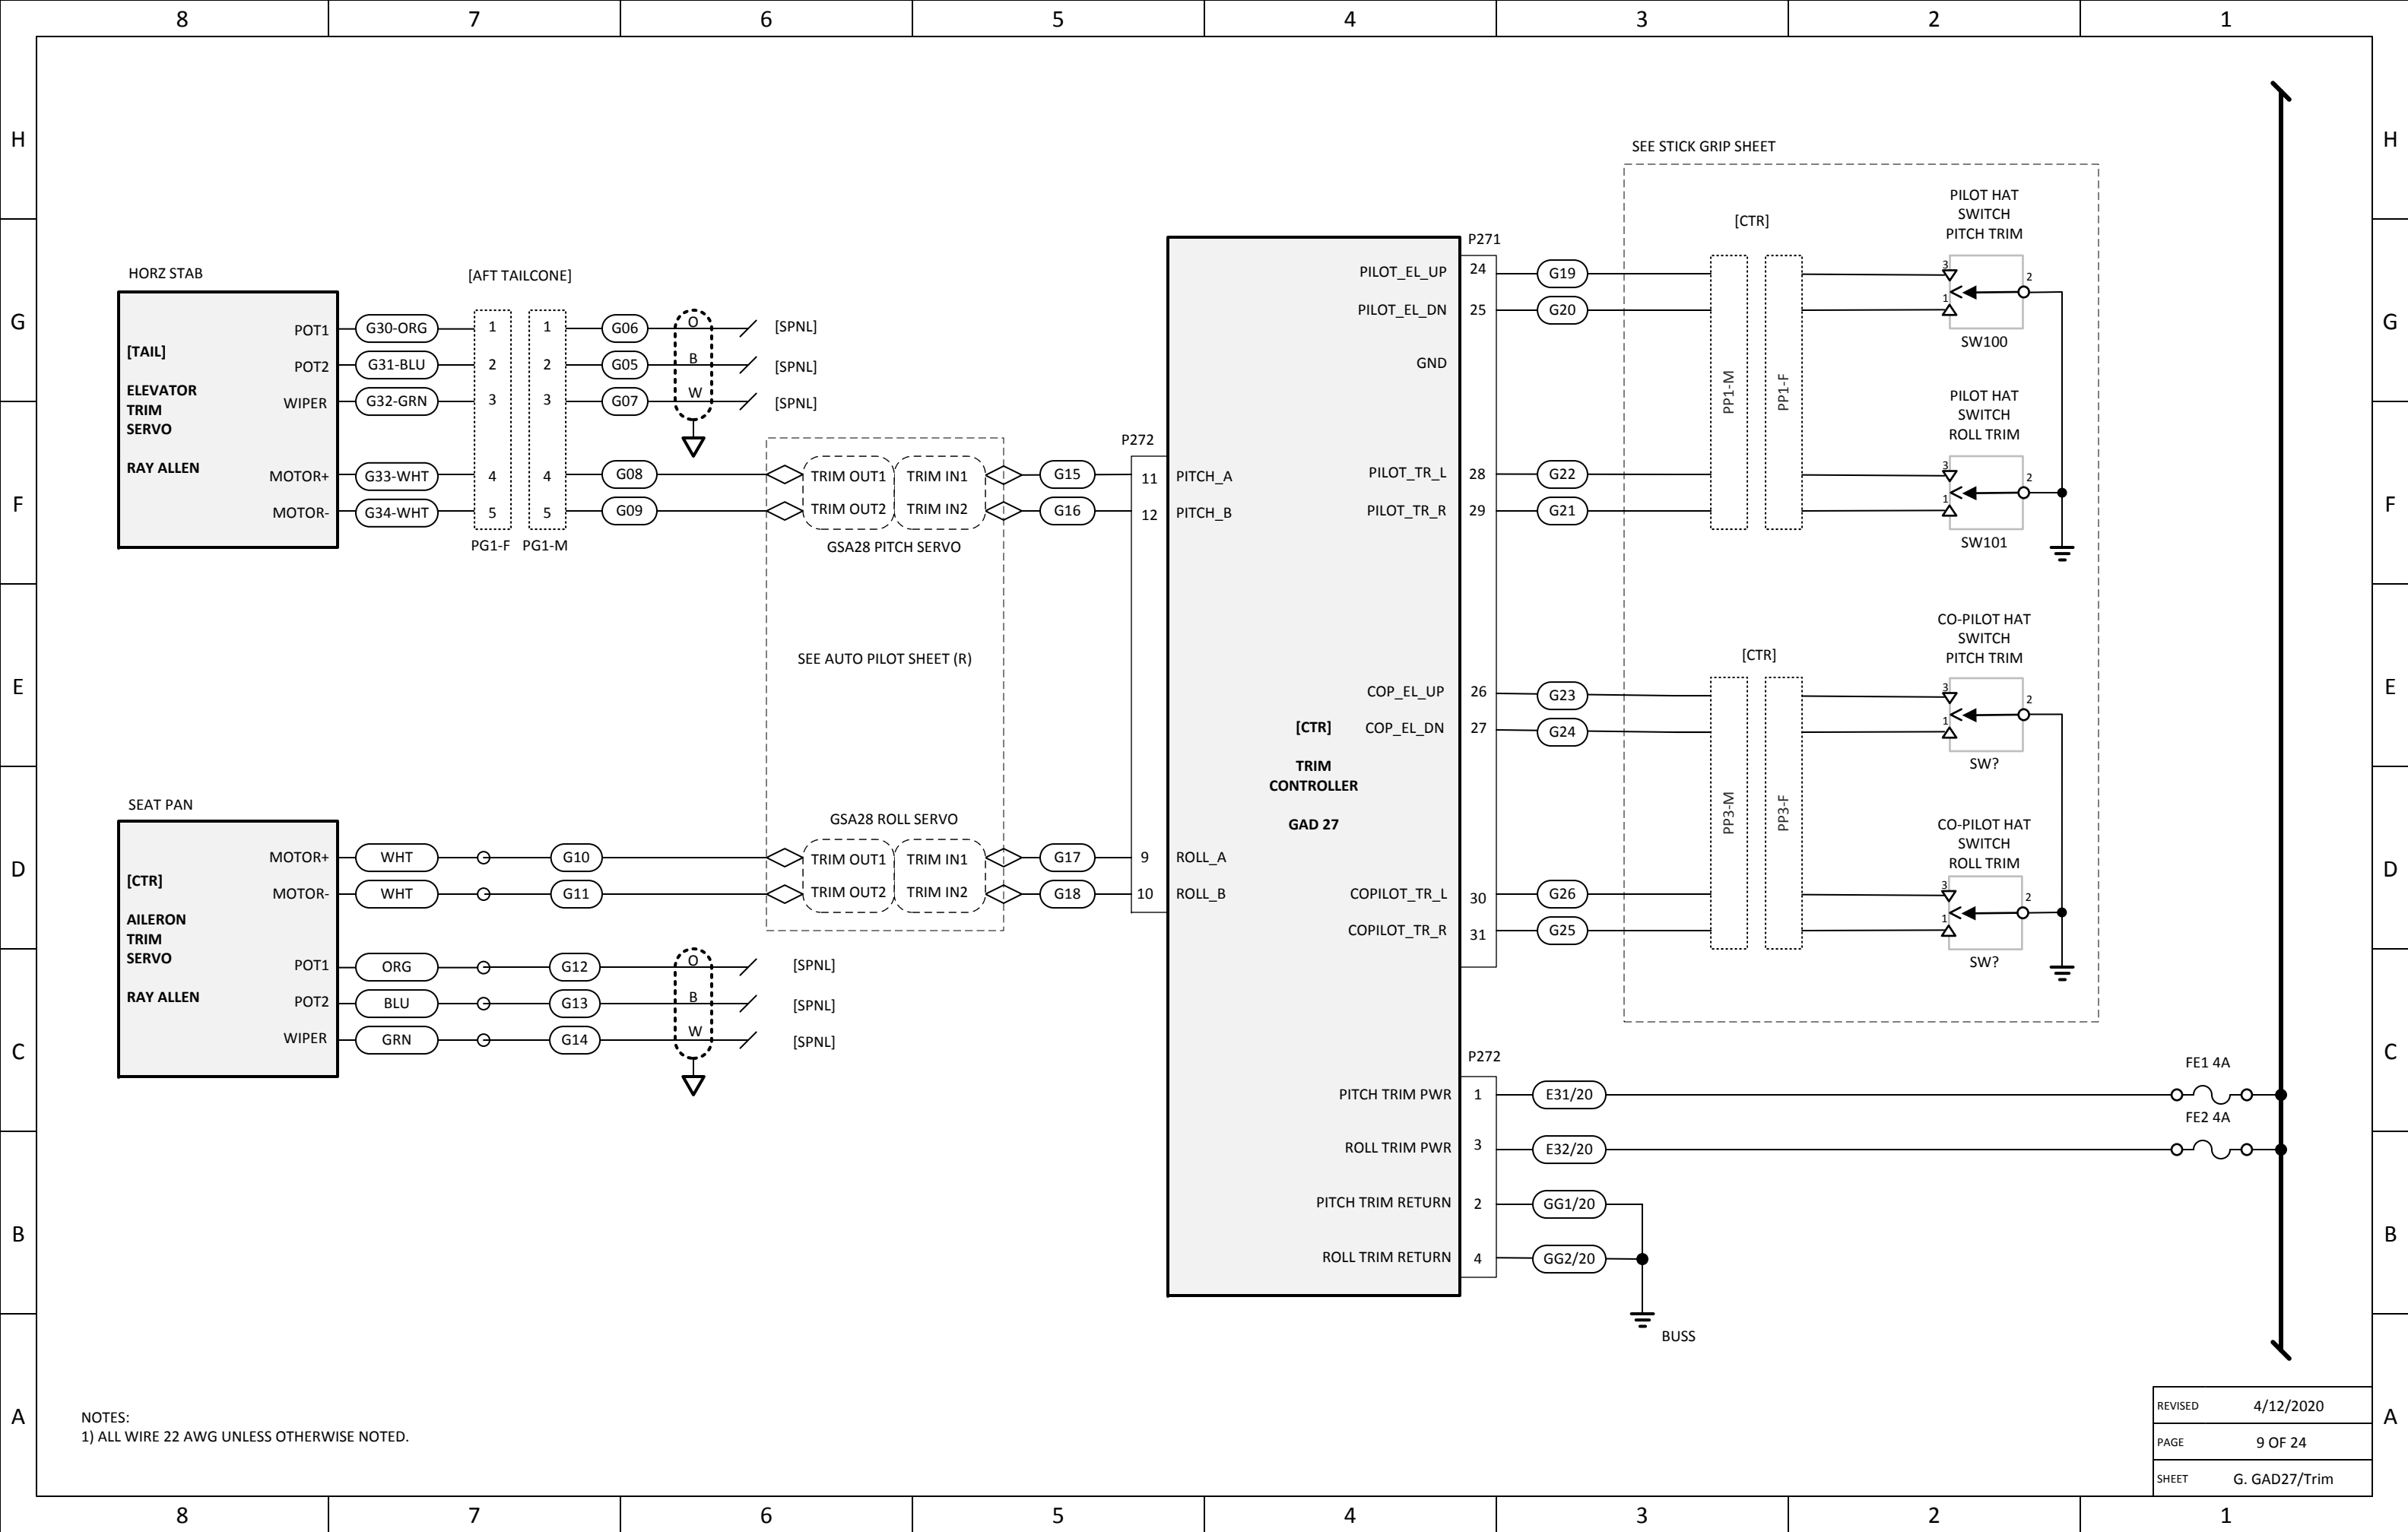 8 7 6 5 4 3 2 1
H
G
F
E
D
C
B
A
HORZ STAB
[TAIL]
ELEVATOR
TRIM
SERVO
RAY ALLEN
POT1
POT2
WIPER
MOTOR+
MOTOR-
G30-ORG
G31-BLU
G32-GRN
G33-WHT
G34-WHT
[AFT TAILCONE]
1 1
2 2
3 3
4 4
5 5
PG1-F PG1-M
G06
G05
G07
G08
G09
O
B
W
[SPNL]
[SPNL]
[SPNL]
TRIM OUT1 TRIM IN1
TRIM OUT2 TRIM IN2
GSA28 PITCH SERVO
SEE AUTO PILOT SHEET (R)
GSA28 ROLL SERVO
TRIM OUT1 TRIM IN1
TRIM OUT2 TRIM IN2
G15
G16
G17
G18
P272
11 PITCH_A
12 PITCH_B
9 ROLL_A
10 ROLL_B
SEAT PAN
[CTR]
AILERON
TRIM
SERVO
RAY ALLEN
MOTOR+
MOTOR-
POT1
POT2
WIPER
WHT
WHT
ORG
BLU
GRN
G10
G11
G12
G13
G14
O
B
W
[SPNL]
[SPNL]
[SPNL]
[CTR]
TRIM
CONTROLLER
GAD 27
P271
PILOT_EL_UP 24 G19
PILOT_EL_DN 25 G20
GND
PILOT_TR_L 28 G22
PILOT_TR_R 29 G21
COP_EL_UP 26 G23
COP_EL_DN 27 G24
COPILOT_TR_L 30 G26
COPILOT_TR_R 31 G25
P272
PITCH TRIM PWR 1 E31/20
ROLL TRIM PWR 3 E32/20
PITCH TRIM RETURN 2 GG1/20
ROLL TRIM RETURN 4 GG2/20
BUSS
SEE STICK GRIP SHEET
[CTR]
PP1-M
PP1-F
PILOT HAT
SWITCH
PITCH TRIM
3
1
2
SW100
PILOT HAT
SWITCH
ROLL TRIM
3
1
2
SW101
[CTR]
PP3-M
PP3-F
CO-PILOT HAT
SWITCH
PITCH TRIM
3
1
2
SW?
CO-PILOT HAT
SWITCH
ROLL TRIM
3
1
2
SW?
FE1 4A
FE2 4A
NOTES:
1) ALL WIRE 22 AWG UNLESS OTHERWISE NOTED.
REVISED 4/12/2020
PAGE 9 OF 24
SHEET G. GAD27/Trim
H
G
F
E
D
C
B
A
8 7 6 5 4 3 2 1